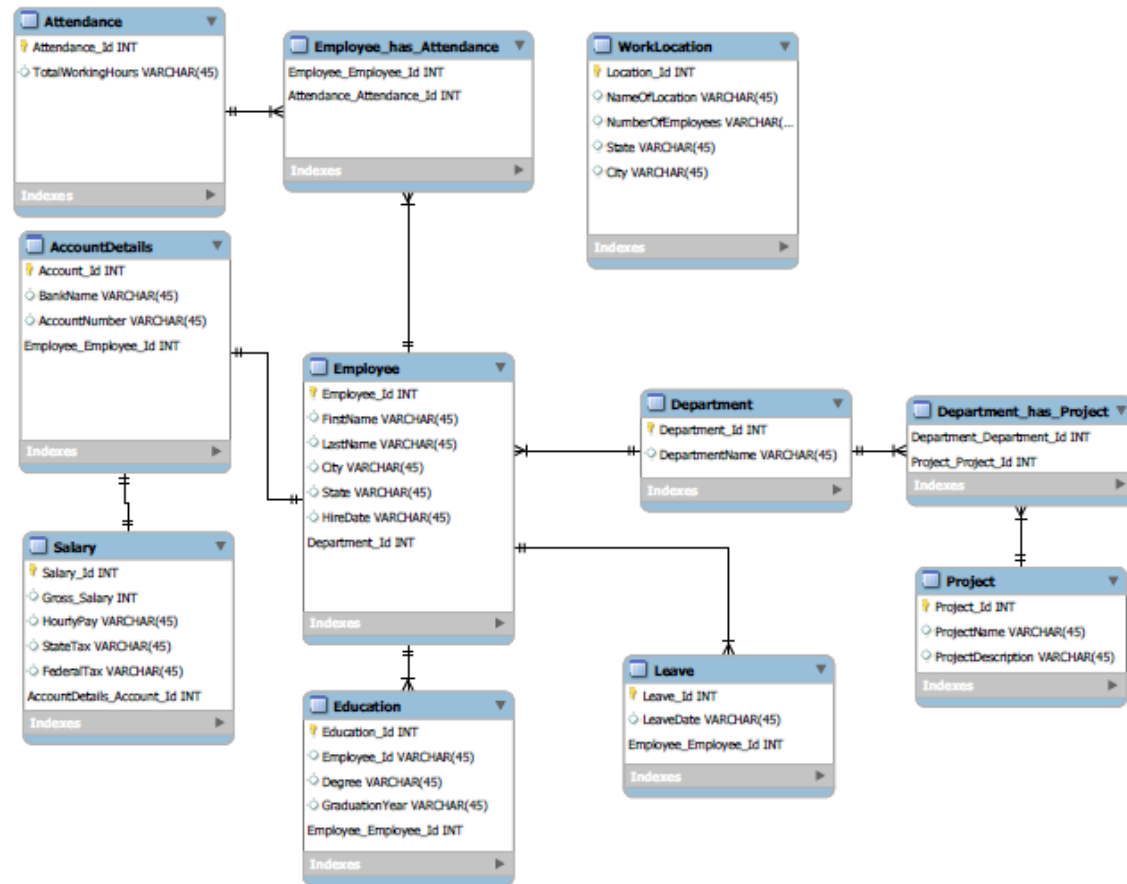 Attendance
Attendance_Id INT
TotalWorkingHours VARCHAR(45)
Indexes
Employee_has_Attendance
Employee_Employee_Id INT
Attendance_Attendance_Id INT
Indexes
WorkLocation
Location_Id INT
NameOfLocation VARCHAR(45)
NumberOfEmployees VARCHAR(...
State VARCHAR(45)
City VARCHAR(45)
Indexes
AccountDetails
Account_Id INT
BankName VARCHAR(45)
AccountNumber VARCHAR(45)
Employee_Employee_Id INT
Indexes
Employee
Employee_Id INT
FirstName VARCHAR(45)
LastName VARCHAR(45)
City VARCHAR(45)
State VARCHAR(45)
HireDate VARCHAR(45)
Department_Id INT
Indexes
Department
Department_Id INT
DepartmentName VARCHAR(45)
Indexes
Department_has_Project
Department_Department_Id INT
Project_Project_Id INT
Indexes
Salary
Salary_Id INT
Gross_Salary INT
HourlyPay VARCHAR(45)
StateTax VARCHAR(45)
FederalTax VARCHAR(45)
AccountDetails_Account_Id INT
Indexes
Project
Project_Id INT
ProjectName VARCHAR(45)
ProjectDescription VARCHAR(45)
Indexes
Education
Education_Id INT
Employee_Id VARCHAR(45)
Degree VARCHAR(45)
GraduationYear VARCHAR(45)
Employee_Employee_Id INT
Indexes
Leave
Leave_Id INT
LeaveDate VARCHAR(45)
Employee_Employee_Id INT
Indexes